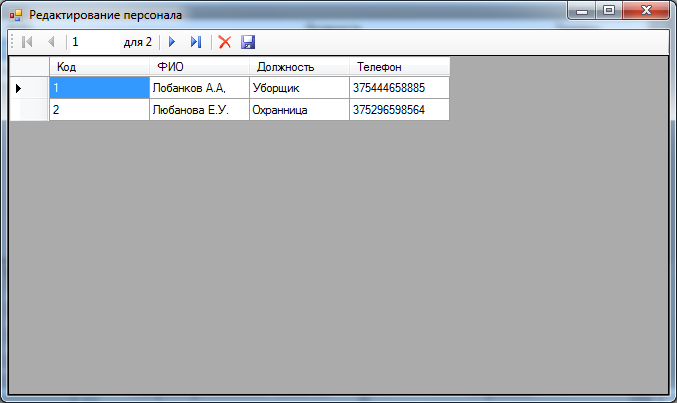 Редактирование персонала
1 для 2
Код ФИО Должность Телефон
1 Лобанков А.А, Уборщик 375444658885
2 Любанова Е.У. Охранница 375296598564